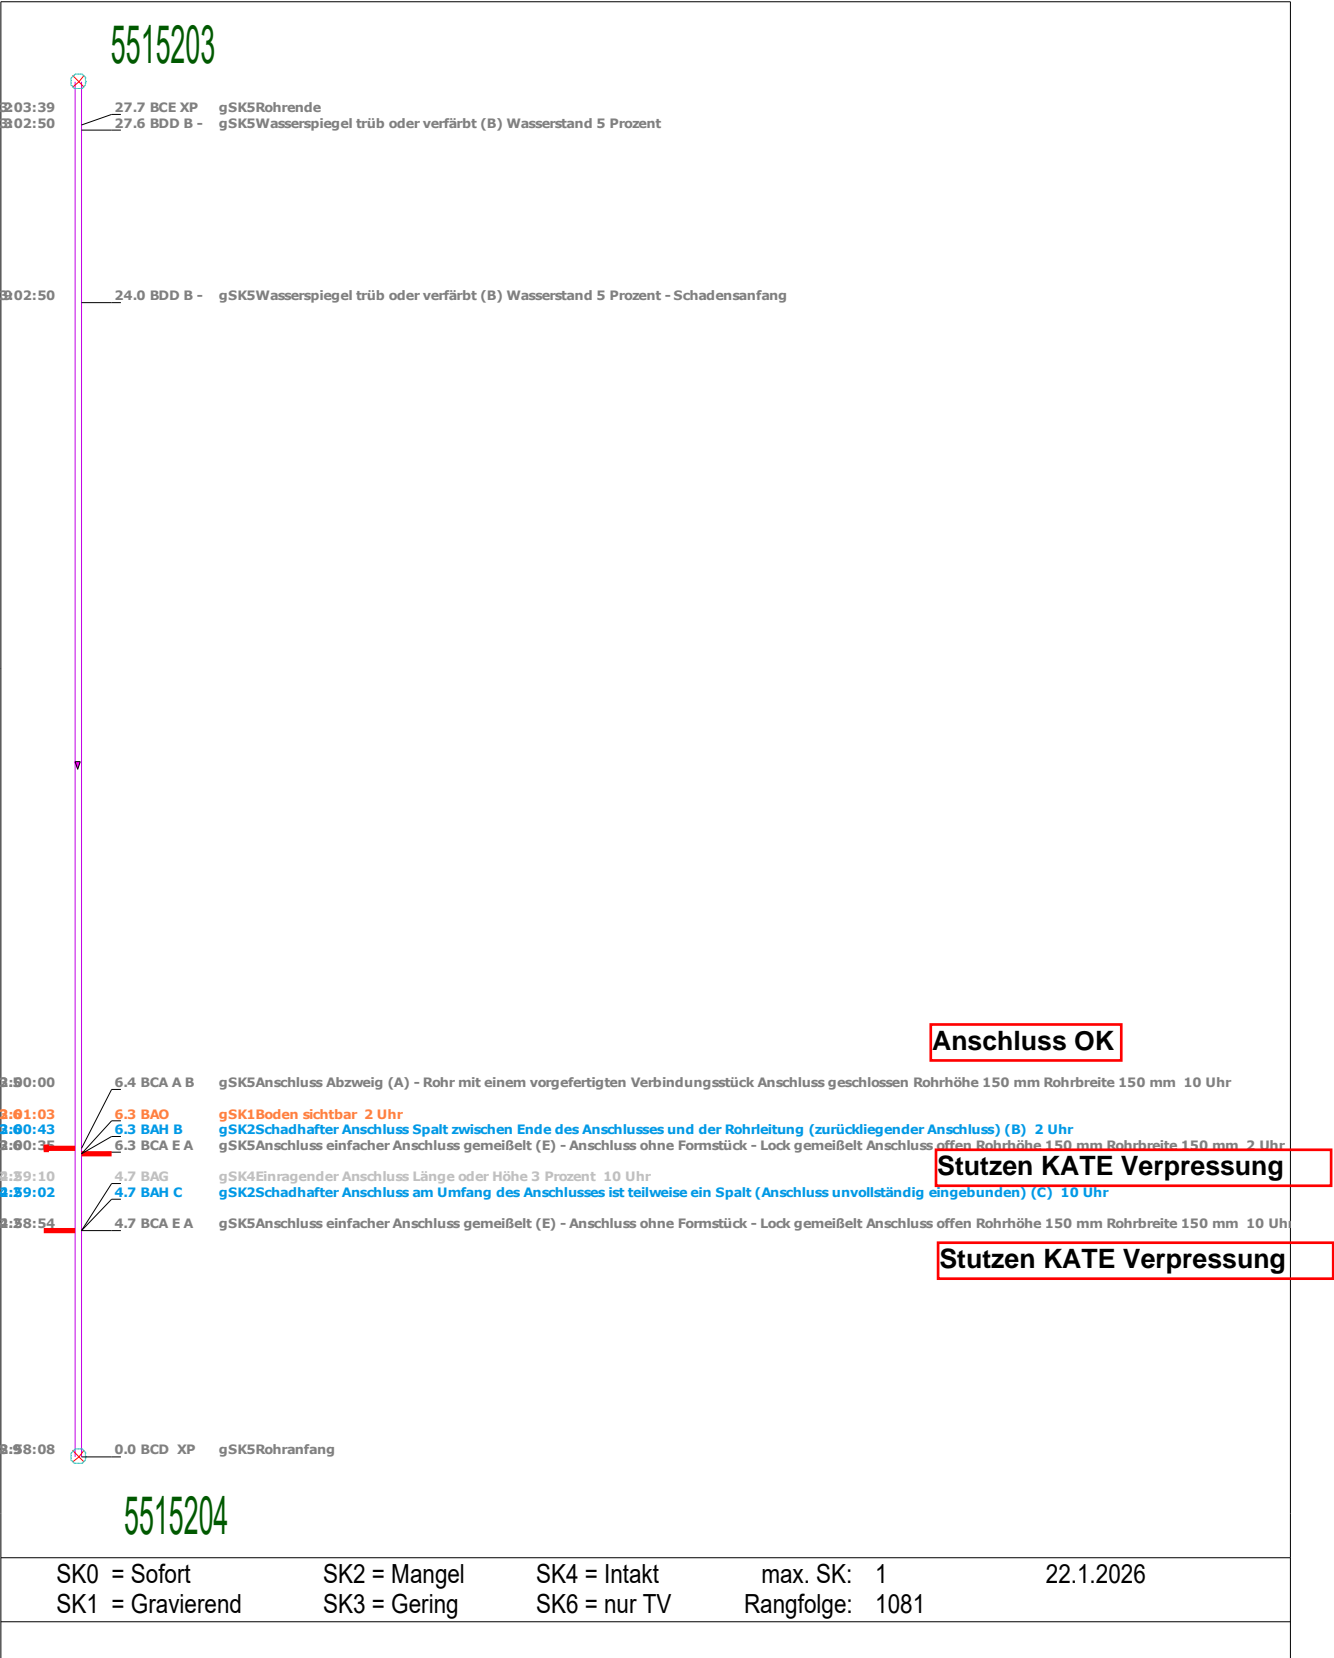 5515203
03:39 27.7 BCE XP gSK5Rohrende
02:50 27.6 BDD B - gSK5Wasserspiegel trüb oder verfärbt (B) Wasserstand 5 Prozent
02:50 24.0 BDD B - gSK5Wasserspiegel trüb oder verfärbt (B) Wasserstand 5 Prozent - Schadensanfang
Anschluss OK
00:00 6.4 BCA A B gSK5Anschluss Abzweig (A) - Rohr mit einem vorgefertigten Verbindungsstück Anschluss geschlossen Rohrhöhe 150 mm Rohrbreite 150 mm 10 Uhr
01:03 6.3 BAO gSK1Boden sichtbar 2 Uhr
00:43 6.3 BAH B gSK2Schadhafter Anschluss Spalt zwischen Ende des Anschlusses und der Rohrleitung (zurückliegender Anschluss) (B) 2 Uhr
00:35 6.3 BCA E A gSK5Anschluss einfacher Anschluss gemeißelt (E) - Anschluss ohne Formstück - Lock gemeißelt Anschluss offen Rohrhöhe 150 mm Rohrbreite 150 mm 2 Uhr
Stutzen KATE Verpressung
59:10 4.7 BAG gSK4Einragender Anschluss Länge oder Höhe 3 Prozent 10 Uhr
59:02 4.7 BAH C gSK2Schadhafter Anschluss am Umfang des Anschlusses ist teilweise ein Spalt (Anschluss unvollständig eingebunden) (C) 10 Uhr
58:54 4.7 BCA E A gSK5Anschluss einfacher Anschluss gemeißelt (E) - Anschluss ohne Formstück - Lock gemeißelt Anschluss offen Rohrhöhe 150 mm Rohrbreite 150 mm 10 Uhr
Stutzen KATE Verpressung
58:08 0.0 BCD XP gSK5Rohranfang
5515204
SK0 = Sofort SK2 = Mangel SK4 = Intakt max. SK: 1 22.1.2026
SK1 = Gravierend SK3 = Gering SK6 = nur TV Rangfolge: 1081